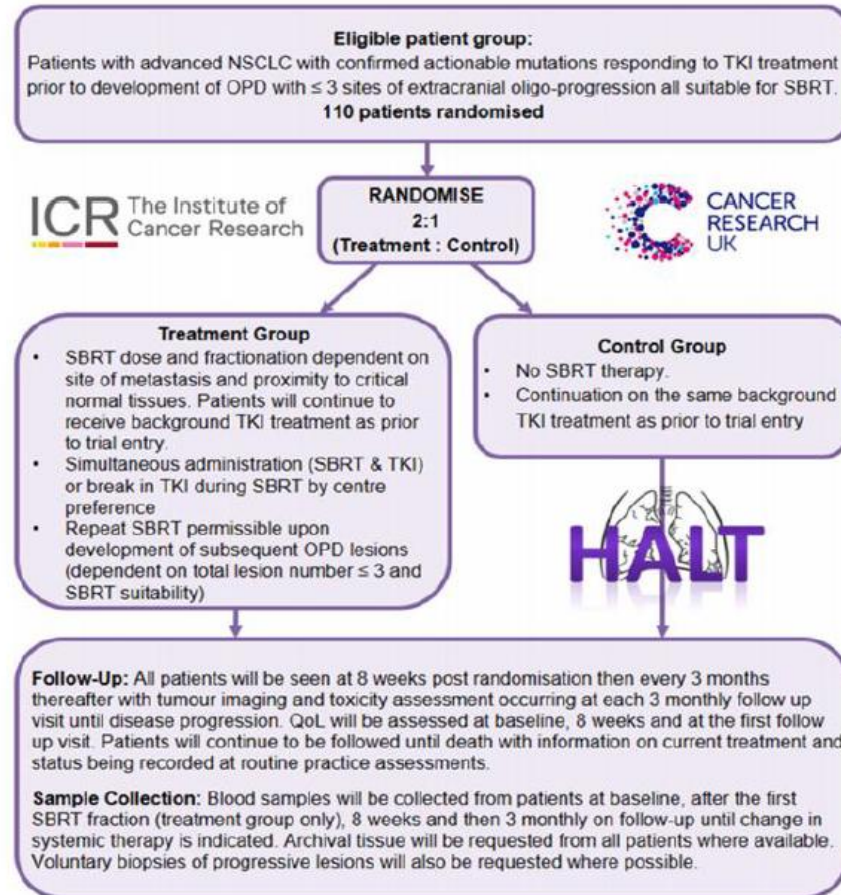 Eligible patient group:
Patients with advanced NSCLC with confirmed actionable mutations responding to TKI treatment
prior to development of OPD with ≤ 3 sites of extracranial oligo-progression all suitable for SBRT.
110 patients randomised
ICR The Institute of
Cancer Research
RANDOMISE
2:1
(Treatment : Control)
CANCER
RESEARCH
UK
Treatment Group
• SBRT dose and fractionation dependent on
site of metastasis and proximity to critical
normal tissues. Patients will continue to
receive background TKI treatment as prior
to trial entry.
• Simultaneous administration (SBRT & TKI)
or break in TKI during SBRT by centre
preference
• Repeat SBRT permissible upon
development of subsequent OPD lesions
(dependent on total lesion number ≤ 3 and
SBRT suitability)
Control Group
• No SBRT therapy.
• Continuation on the same background
TKI treatment as prior to trial entry
HALT
Follow-Up: All patients will be seen at 8 weeks post randomisation then every 3 months
thereafter with tumour imaging and toxicity assessment occurring at each 3 monthly follow up
visit until disease progression. QoL will be assessed at baseline, 8 weeks and at the first follow
up visit. Patients will continue to be followed until death with information on current treatment and
status being recorded at routine practice assessments.
Sample Collection: Blood samples will be collected from patients at baseline, after the first
SBRT fraction (treatment group only), 8 weeks and then 3 monthly on follow-up until change in
systemic therapy is indicated. Archival tissue will be requested from all patients where available.
Voluntary biopsies of progressive lesions will also be requested where possible.